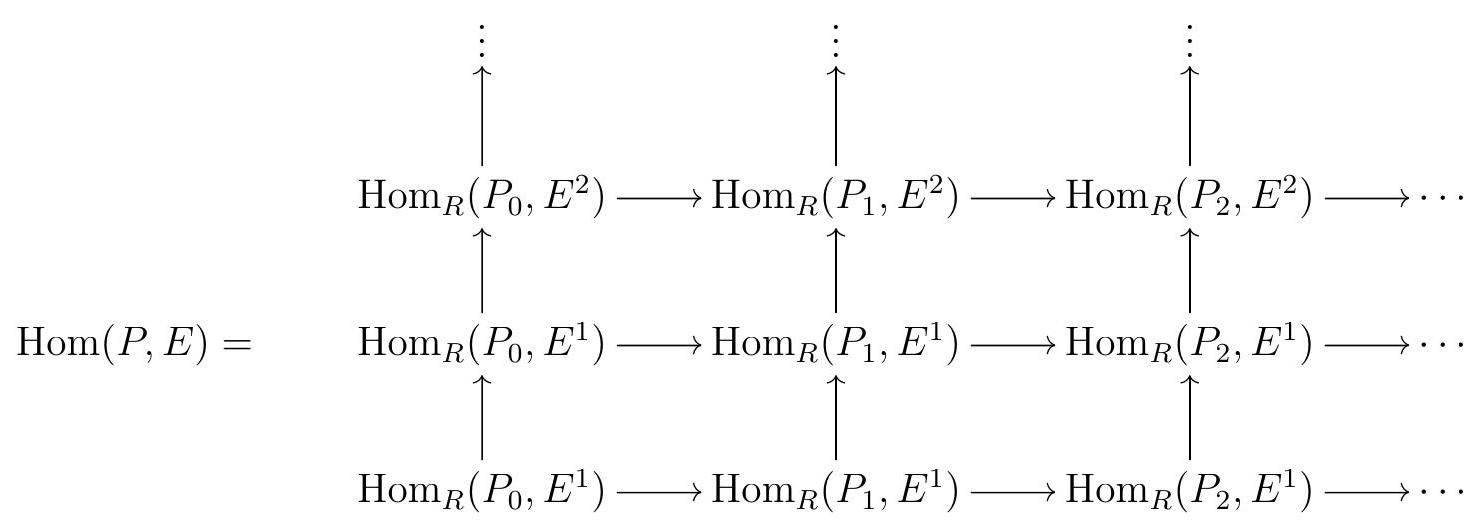 ⋮ ⋮ ⋮
Hom_R(P_0, E^2) ⟶ Hom_R(P_1, E^2) ⟶ Hom_R(P_2, E^2) ⟶ ⋯
Hom(P, E) = Hom_R(P_0, E^1) ⟶ Hom_R(P_1, E^1) ⟶ Hom_R(P_2, E^1) ⟶ ⋯
Hom_R(P_0, E^1) ⟶ Hom_R(P_1, E^1) ⟶ Hom_R(P_2, E^1) ⟶ ⋯